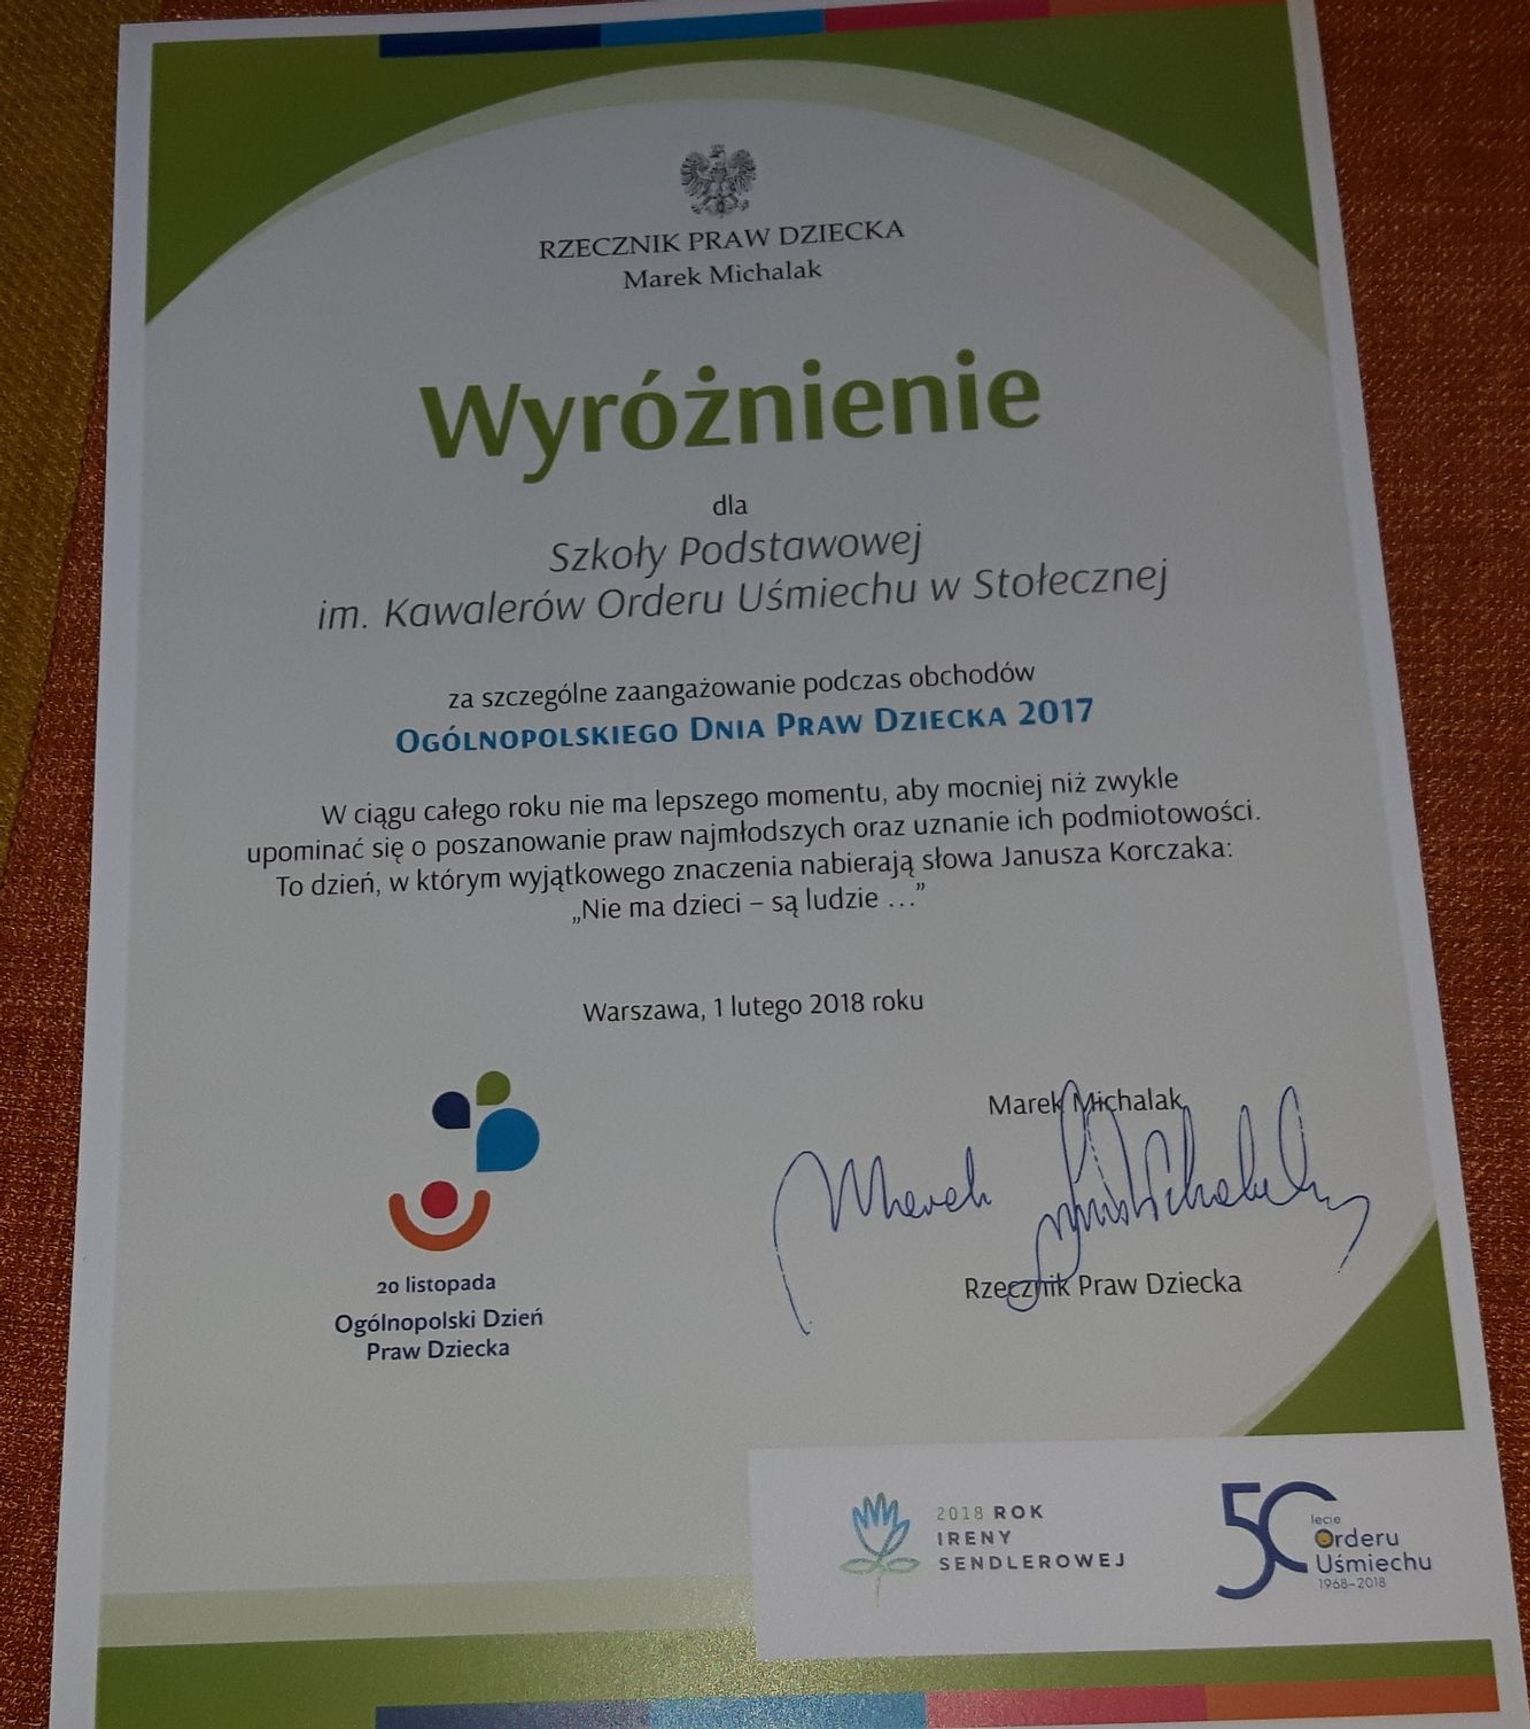 RZECZNIK PRAW DZIECKA
Marek Michalak
Wyróżnienie
dla
Szkoły Podstawowej
im. Kawalerów Orderu Uśmiechu w Stołecznej
za szczególne zaangażowanie podczas obchodów
OGÓLNOPOLSKIEGO DNIA PRAW DZIECKA 2017
W ciągu całego roku nie ma lepszego momentu, aby mocniej niż zwykle
upominać się o poszanowanie praw najmłodszych oraz uznanie ich podmiotowości.
To dzień, w którym wyjątkowego znaczenia nabierają słowa Janusza Korczaka:
„Nie ma dzieci – są ludzie ...”
Warszawa, 1 lutego 2018 roku
Marek Michalak
Marek Michalak
Rzecznik Praw Dziecka
20 listopada
Ogólnopolski Dzień
Praw Dziecka
2018 ROK
IRENY
SENDLEROWEJ
50 lecie
Orderu
Uśmiechu
1968–2018